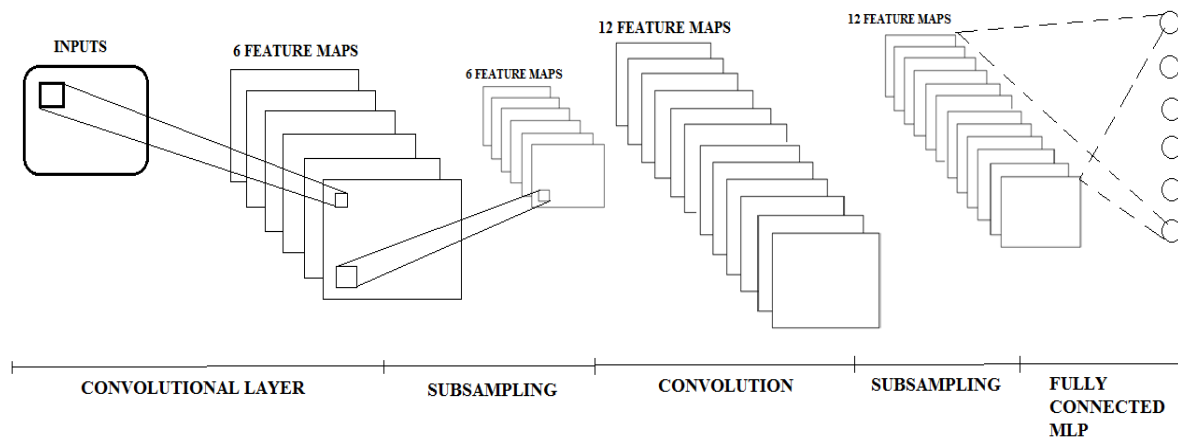 INPUTS
6 FEATURE MAPS
6 FEATURE MAPS
12 FEATURE MAPS
12 FEATURE MAPS
CONVOLUTIONAL LAYER
SUBSAMPLING
CONVOLUTION
SUBSAMPLING
FULLY
CONNECTED
MLP